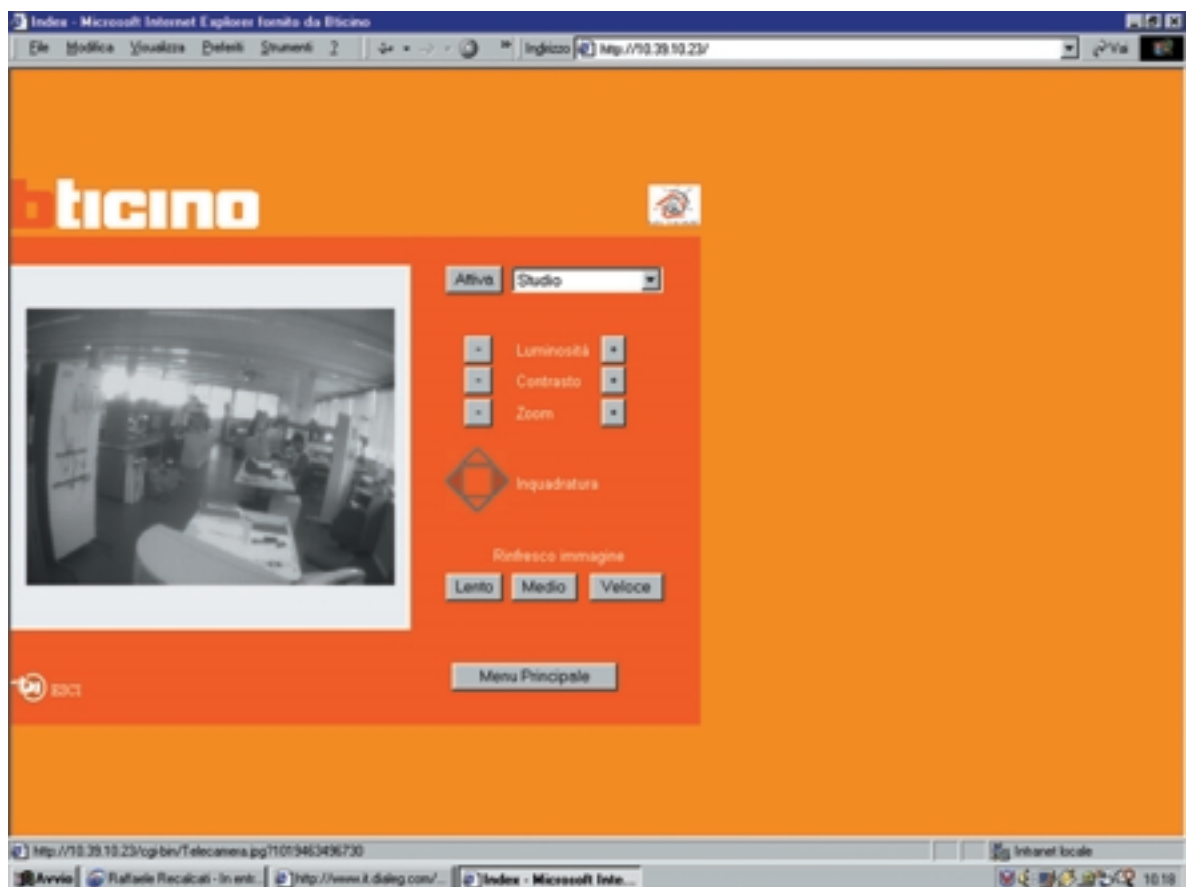 Index - Microsoft Internet Explorer fornito da Bticino
File Modifica Visualizza Preferiti Strumenti ? Indirizzo http://10.39.10.23/ Vai
bticino
Attiva Studio
Luminosità
Contrasto
Zoom
Inquadratura
Rinfresco immagine
Lento Medio Veloce
Menu Principale
ESCI
http://10.39.10.23/cgi-bin/Telecamera.jpg?1019463496730 Intranet locale
Avvio Raffaele Recalcati - In entr... http://www.it.dialog.com/... Index - Microsoft Inte... 10.18